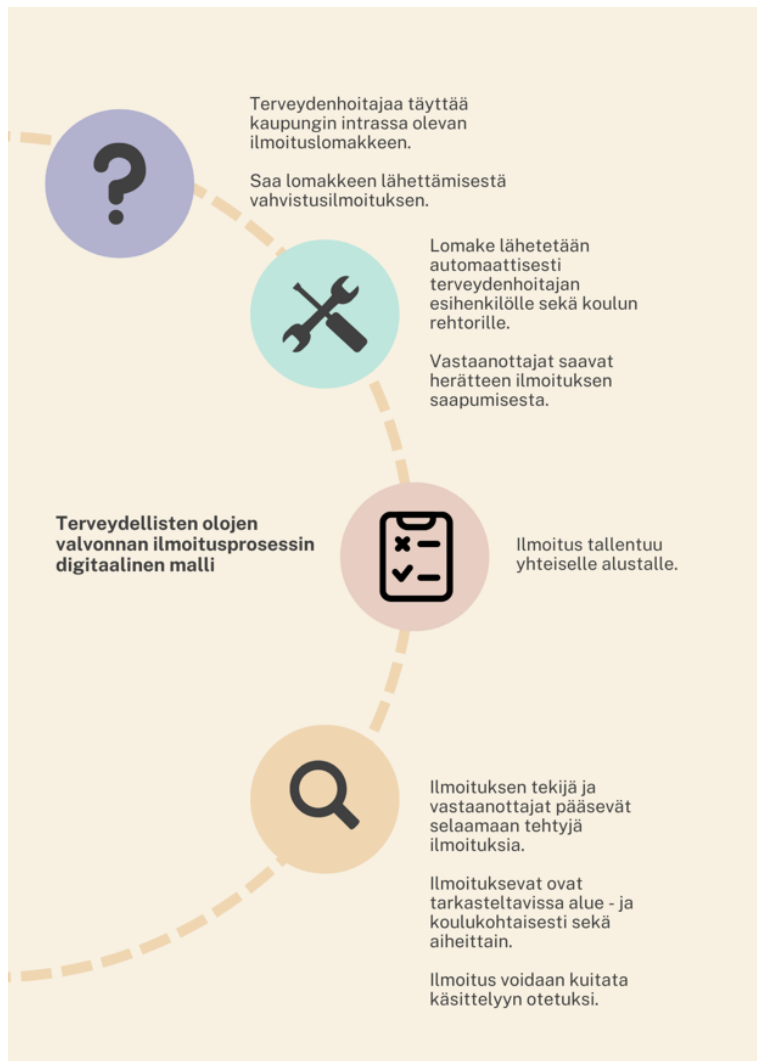 Terveydenhoitajaa täyttää
kaupungin intrassa olevan
ilmoituslomakkeen.
Saa lomakkeen lähettämisestä
vahvistusilmoituksen.
Lomake lähetetään
automaattisesti
terveydenhoitajan
esihenkilölle sekä koulun
rehtorille.
Vastaanottajat saavat
herätteen ilmoituksen
saapumisesta.
Terveydellisten olojen
valvonnan ilmoitusprosessin
digitaalinen malli
Ilmoitus tallentuu
yhteiselle alustalle.
Ilmoituksen tekijä ja
vastaanottajat pääsevät
selaamaan tehtyjä
ilmoituksia.
Ilmoituksevat ovat
tarkasteltavissa alue - ja
koulukohtaisesti sekä
aiheittain.
Ilmoitus voidaan kuitata
käsittelyyn otetuksi.